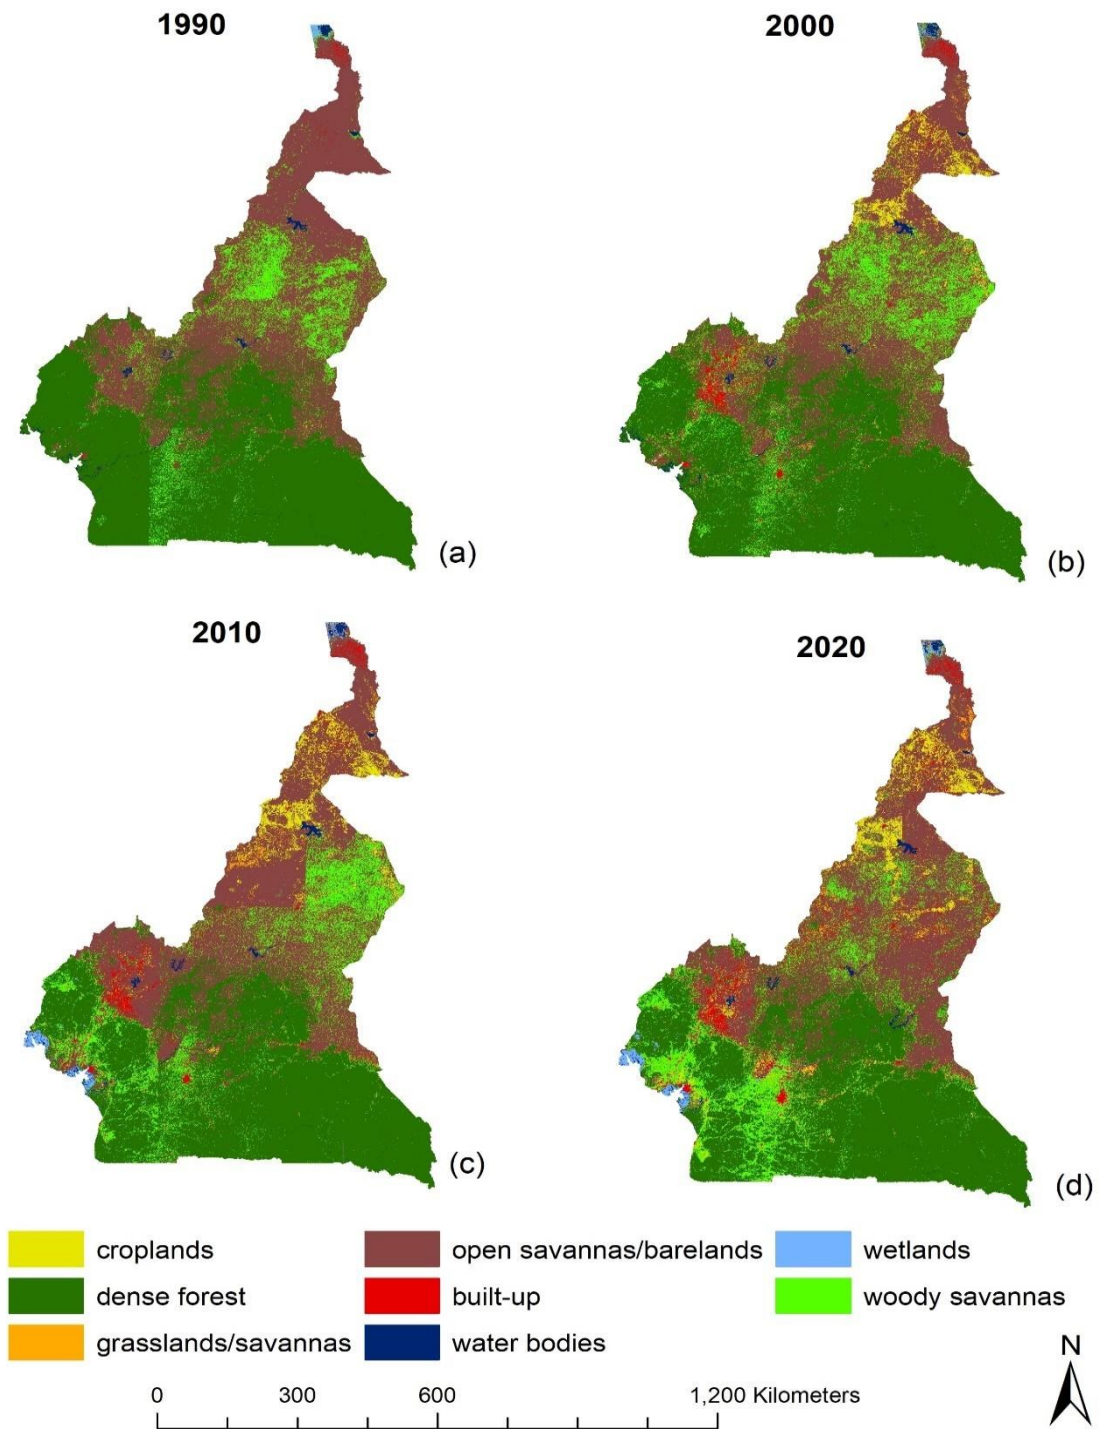 1990
2000
(a)
(b)
2010
2020
(c)
(d)
croplands
open savannas/barelands
wetlands
dense forest
built-up
woody savannas
grasslands/savannas
water bodies
N
0 300 600 1,200 Kilometers